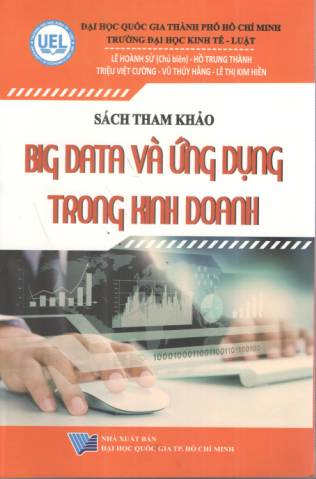 UEL
ĐẠI HỌC QUỐC GIA THÀNH PHỐ HỒ CHÍ MINH
TRƯỜNG ĐẠI HỌC KINH TẾ - LUẬT
LÊ HOÀNH SỬ (Chủ biên) - HỒ TRUNG THÀNH
TRIỆU VIỆT CƯỜNG - VŨ THÚY HẰNG - LÊ THỊ KIM HIỀN
SÁCH THAM KHẢO
BIG DATA VÀ ỨNG DỤNG
TRONG KINH DOANH
NHÀ XUẤT BẢN
ĐẠI HỌC QUỐC GIA TP. HỒ CHÍ MINH